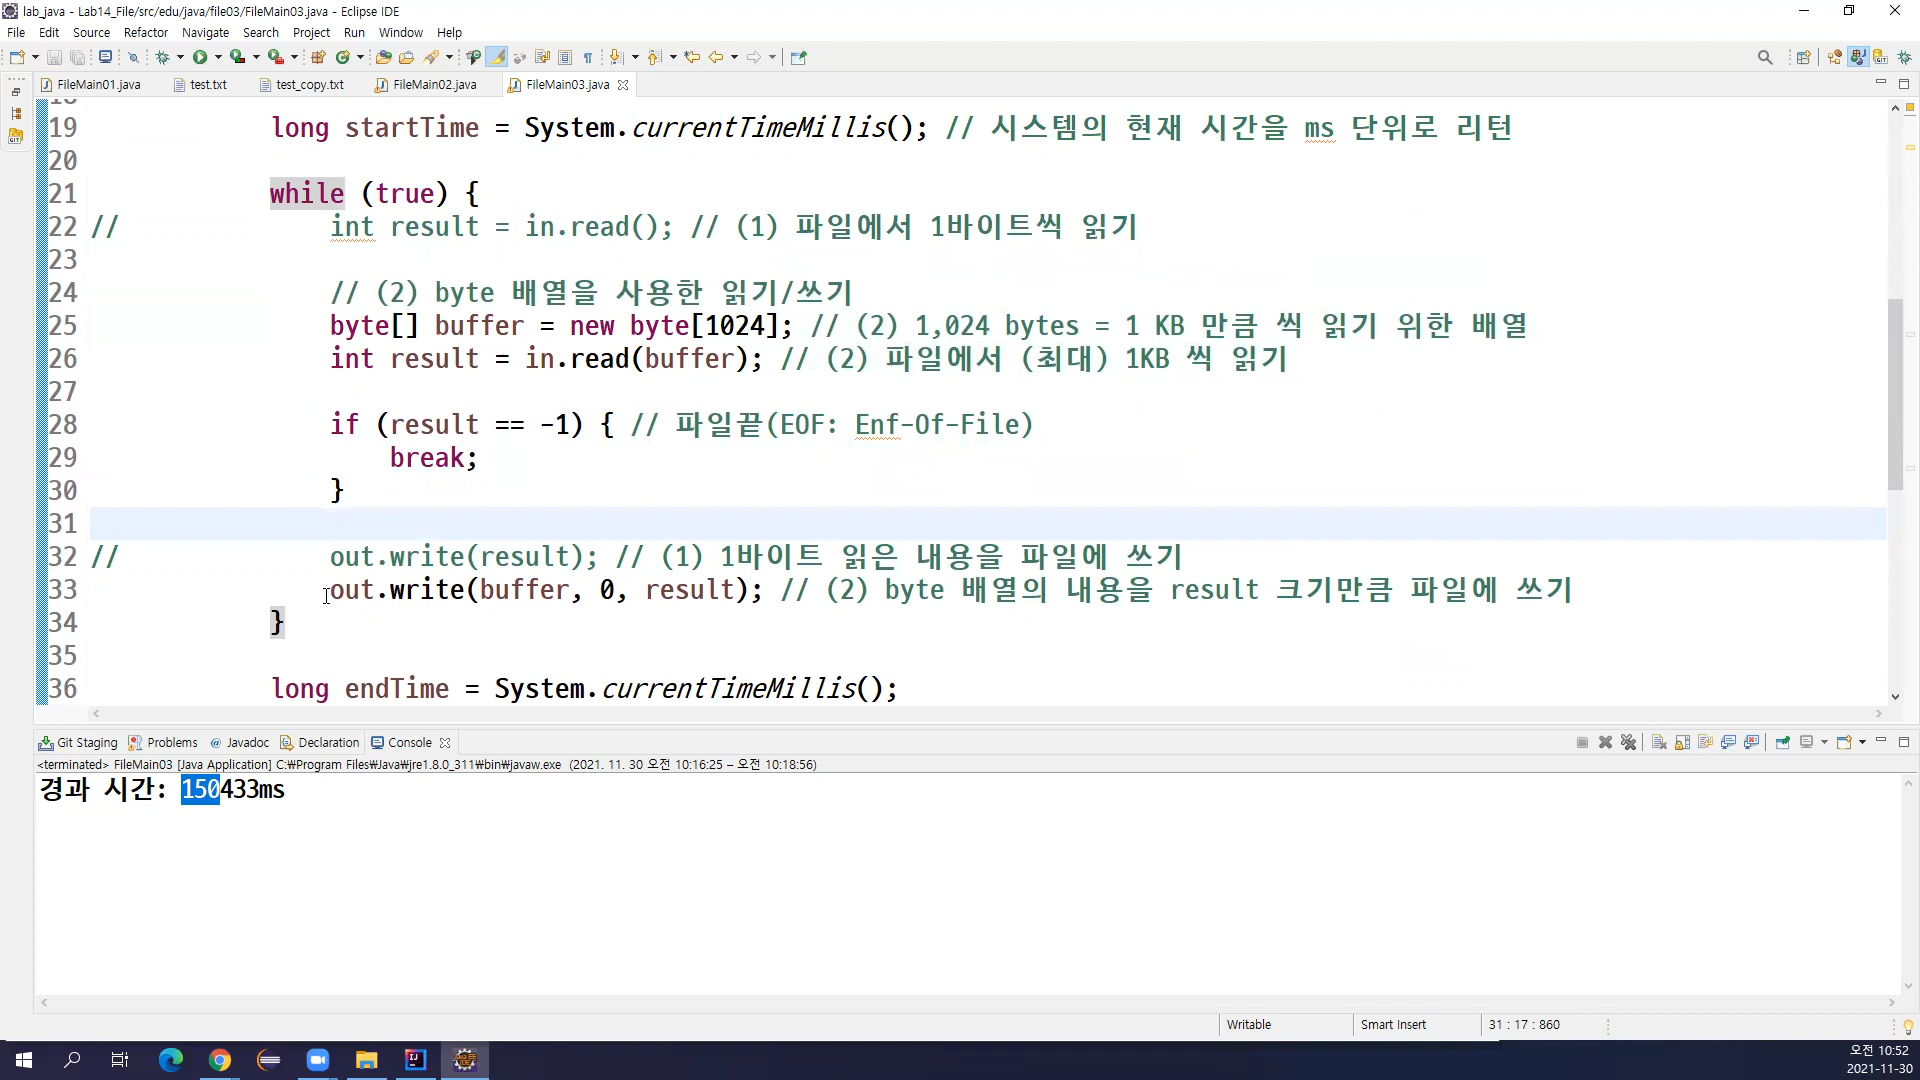 lab_java - Lab14_File/src/edu/java/file03/FileMain03.java - Eclipse IDE
File Edit Source Refactor Navigate Search Project Run Window Help
FileMain01.java test.txt test_copy.txt FileMain02.java FileMain03.java
19 long startTime = System.currentTimeMillis(); // 시스템의 현재 시간을 ms 단위로 리턴
20
21 while (true) {
22 // int result = in.read(); // (1) 파일에서 1바이트씩 읽기
23
24 // (2) byte 배열을 사용한 읽기/쓰기
25 byte[] buffer = new byte[1024]; // (2) 1,024 bytes = 1 KB 만큼 씩 읽기 위한 배열
26 int result = in.read(buffer); // (2) 파일에서 (최대) 1KB 씩 읽기
27
28 if (result == -1) { // 파일끝(EOF: Enf-Of-File)
29 break;
30 }
31
32 // out.write(result); // (1) 1바이트 읽은 내용을 파일에 쓰기
33 out.write(buffer, 0, result); // (2) byte 배열의 내용을 result 크기만큼 파일에 쓰기
34 }
35
36 long endTime = System.currentTimeMillis();
Git Staging Problems @ Javadoc Declaration Console
<terminated> FileMain03 [Java Application] C:₩Program Files₩Java₩jre1.8.0_311₩bin₩javaw.exe (2021. 11. 30 오전 10:16:25 – 오전 10:18:56)
경과 시간: 150433ms
Writable Smart Insert 31 : 17 : 860
오전 10:52
2021-11-30